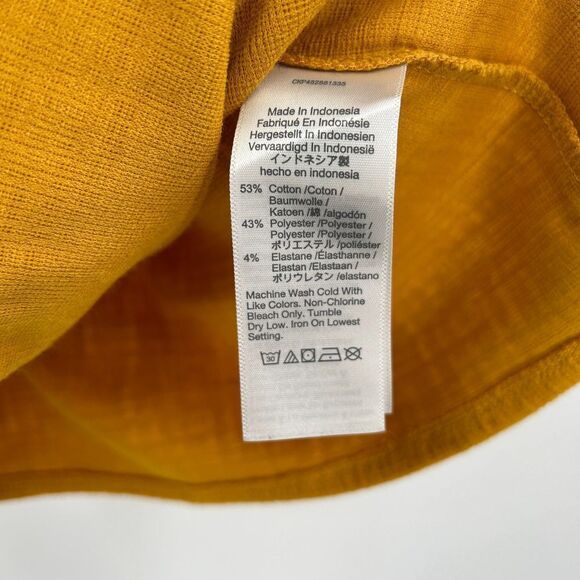 Made In Indonesia
Fabriqué En Indonésie
Hergestellt In Indonesien
Vervaardigd In Indonesië
インドネシア製
hecho en indonesia
53% Cotton /Coton/
Baumwolle /
Katoen /綿 /algodón
43% Polyester /Polyester/
Polyester /Polyester/
ポリエステル /poliéster
4% Elastane /Élasthanne/
Elastan /Elastaan/
ポリウレタン /elastano
Machine Wash Cold With
Like Colors. Non-Chlorine
Bleach Only. Tumble
Dry Low. Iron On Lowest
Setting.
30